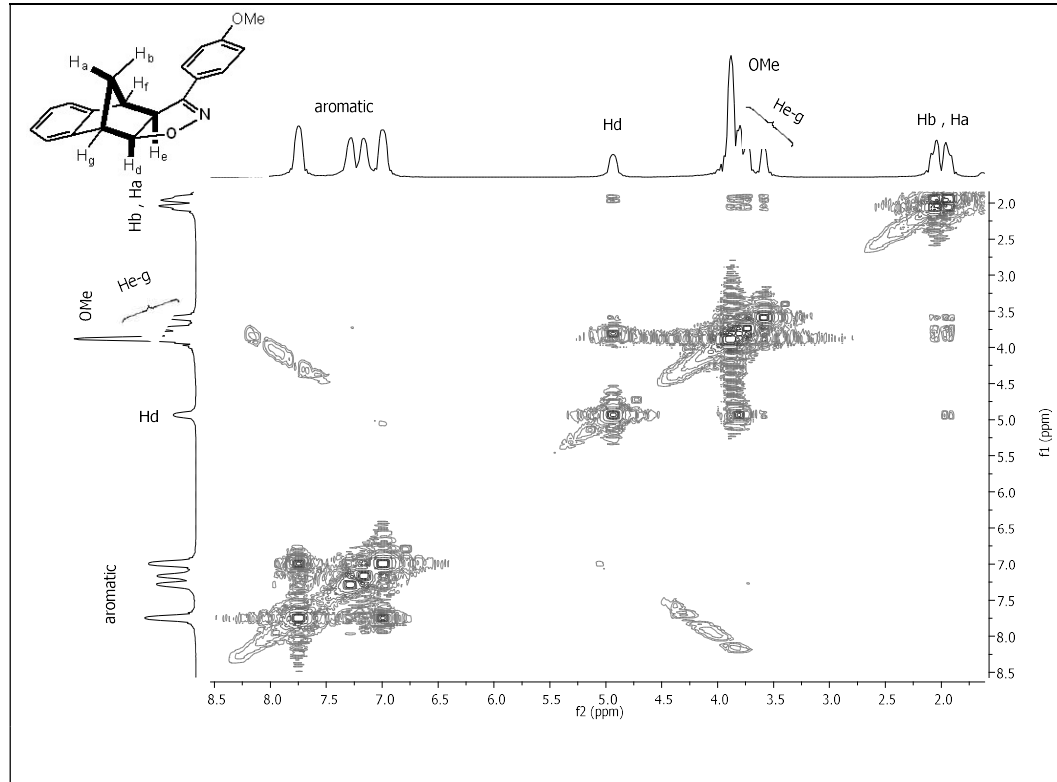 OMe
Ha
Hb
Hf
N
O
Hg
Hd
He
aromatic
Hd
OMe
He-g
Hb , Ha
Hb , Ha
He-g
OMe
Hd
aromatic
2.0
2.5
3.0
3.5
4.0
4.5
5.0
5.5
6.0
6.5
7.0
7.5
8.0
8.5
f1 (ppm)
8.5 8.0 7.5 7.0 6.5 6.0 5.5 5.0 4.5 4.0 3.5 3.0 2.5 2.0
f2 (ppm)